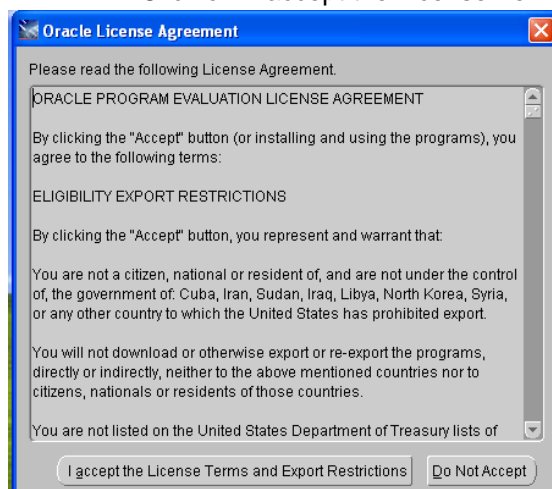 Oracle License Agreement
Please read the following License Agreement.
ORACLE PROGRAM EVALUATION LICENSE AGREEMENT
By clicking the "Accept" button (or installing and using the programs), you
agree to the following terms:
ELIGIBILITY EXPORT RESTRICTIONS
By clicking the "Accept" button, you represent and warrant that:
You are not a citizen, national or resident of, and are not under the control
of, the government of: Cuba, Iran, Sudan, Iraq, Libya, North Korea, Syria,
or any other country to which the United States has prohibited export.
You will not download or otherwise export or re-export the programs,
directly or indirectly, neither to the above mentioned countries nor to
citizens, nationals or residents of those countries.
You are not listed on the United States Department of Treasury lists of
I accept the License Terms and Export Restrictions
Do Not Accept